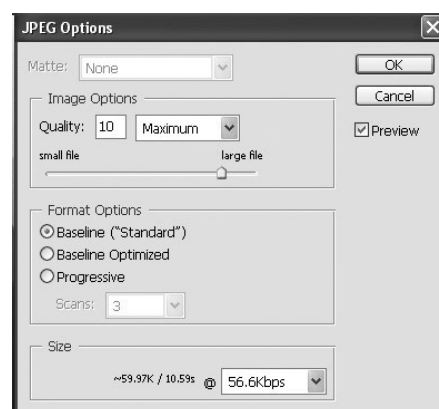 JPEG Options
Matte: None
OK
Image Options
Cancel
Quality: 10 Maximum
Preview
small file large file
Format Options
Baseline ("Standard")
Baseline Optimized
Progressive
Scans: 3
Size
~59.97K / 10.59s @ 56.6Kbps